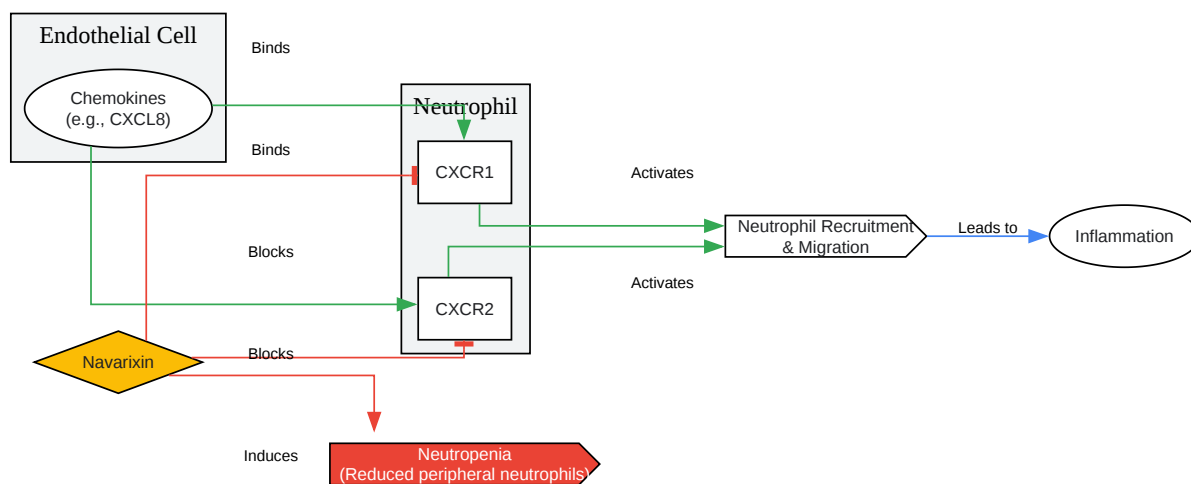 Endothelial Cell
Chemokines
(e.g., CXCL8)
Binds
Neutrophil
Binds
CXCR1
Activates
Neutrophil Recruitment
& Migration
Leads to
Inflammation
Blocks
Activates
CXCR2
Navarixin
Blocks
Induces
Neutropenia
(Reduced peripheral neutrophils)